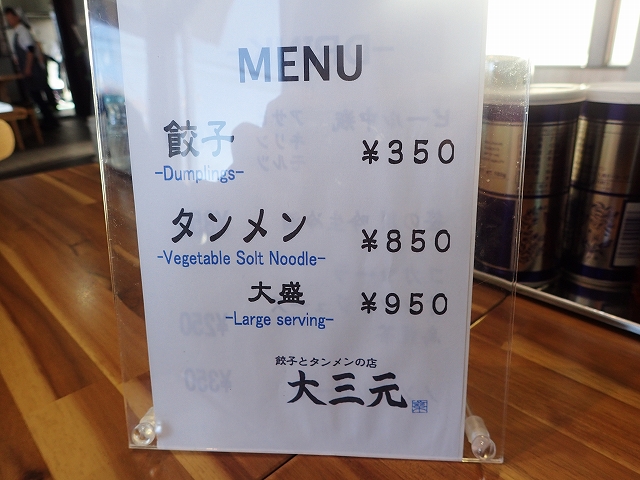 MENU
餃子 ¥350
-Dumplings-
タンメン ¥850
-Vegetable Solt Noodle-
大盛 ¥950
-Large serving-
餃子とタンメンの店
大三元